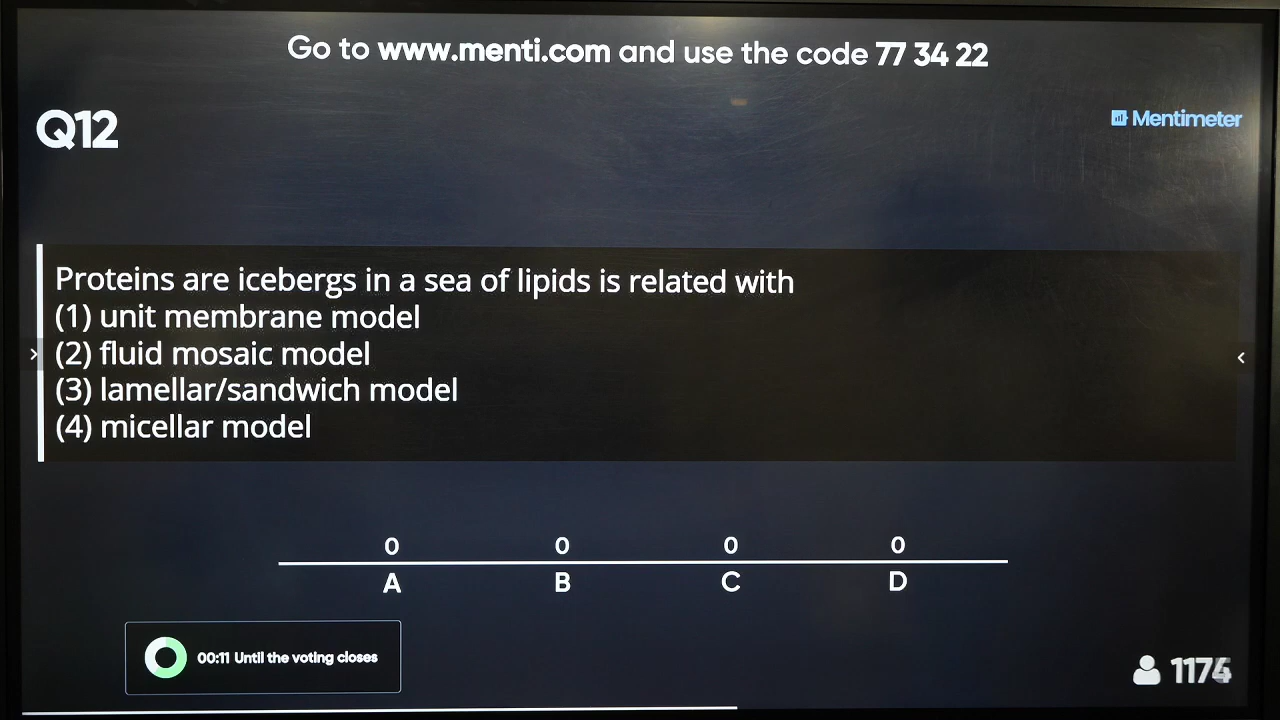 Go to www.menti.com and use the code 77 34 22
Q12
Mentimeter
Proteins are icebergs in a sea of lipids is related with
(1) unit membrane model
(2) fluid mosaic model
(3) lamellar/sandwich model
(4) micellar model
0 0 0 0
A B C D
00:11 Until the voting closes
1174